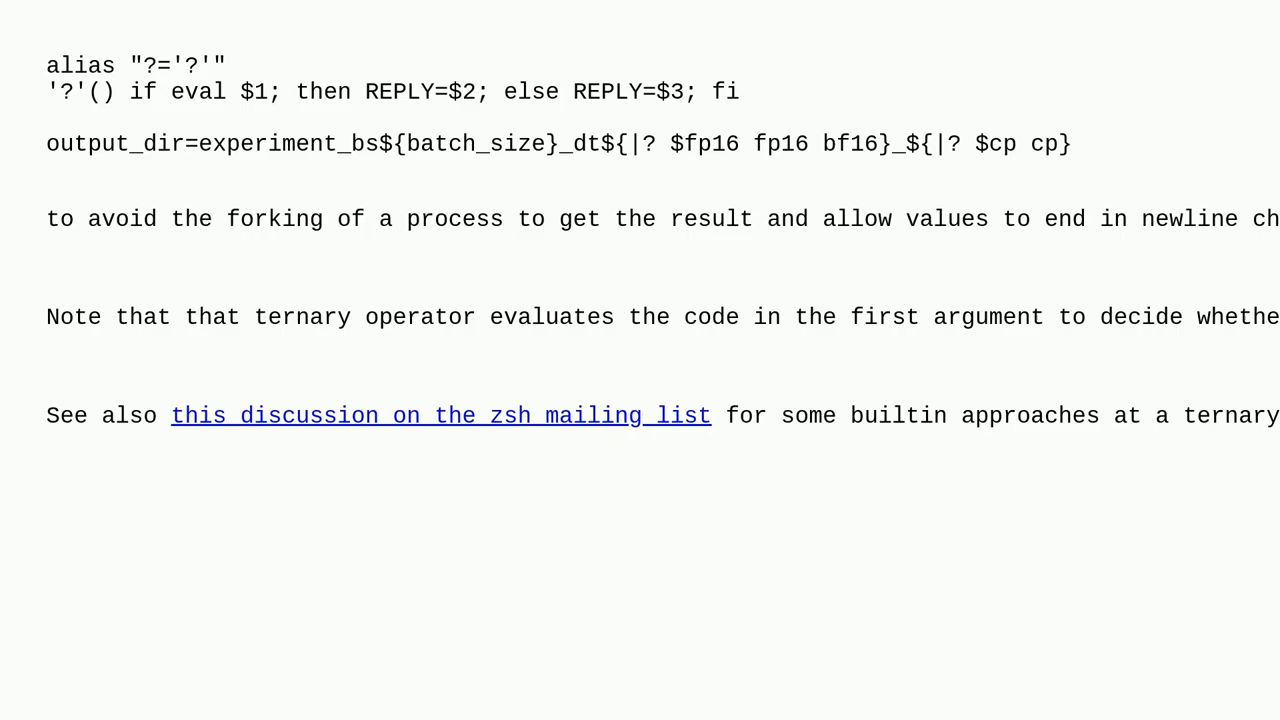 alias "?='?'"
'?'() if eval $1; then REPLY=$2; else REPLY=$3; fi
output_dir=experiment_bs${batch_size}_dt${|? $fp16 fp16 bf16}_${|? $cp cp}
to avoid the forking of a process to get the result and allow values to end in newline
Note that that ternary operator evaluates the code in the first argument to decide
See also this discussion on the zsh mailing list for some builtin approaches at a ternary